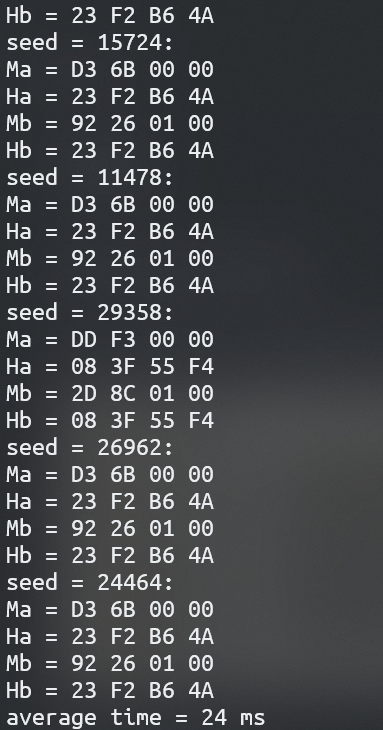 Hb = 23 F2 B6 4A
seed = 15724:
Ma = D3 6B 00 00
Ha = 23 F2 B6 4A
Mb = 92 26 01 00
Hb = 23 F2 B6 4A
seed = 11478:
Ma = D3 6B 00 00
Ha = 23 F2 B6 4A
Mb = 92 26 01 00
Hb = 23 F2 B6 4A
seed = 29358:
Ma = DD F3 00 00
Ha = 08 3F 55 F4
Mb = 2D 8C 01 00
Hb = 08 3F 55 F4
seed = 26962:
Ma = D3 6B 00 00
Ha = 23 F2 B6 4A
Mb = 92 26 01 00
Hb = 23 F2 B6 4A
seed = 24464:
Ma = D3 6B 00 00
Ha = 23 F2 B6 4A
Mb = 92 26 01 00
Hb = 23 F2 B6 4A
average time = 24 ms